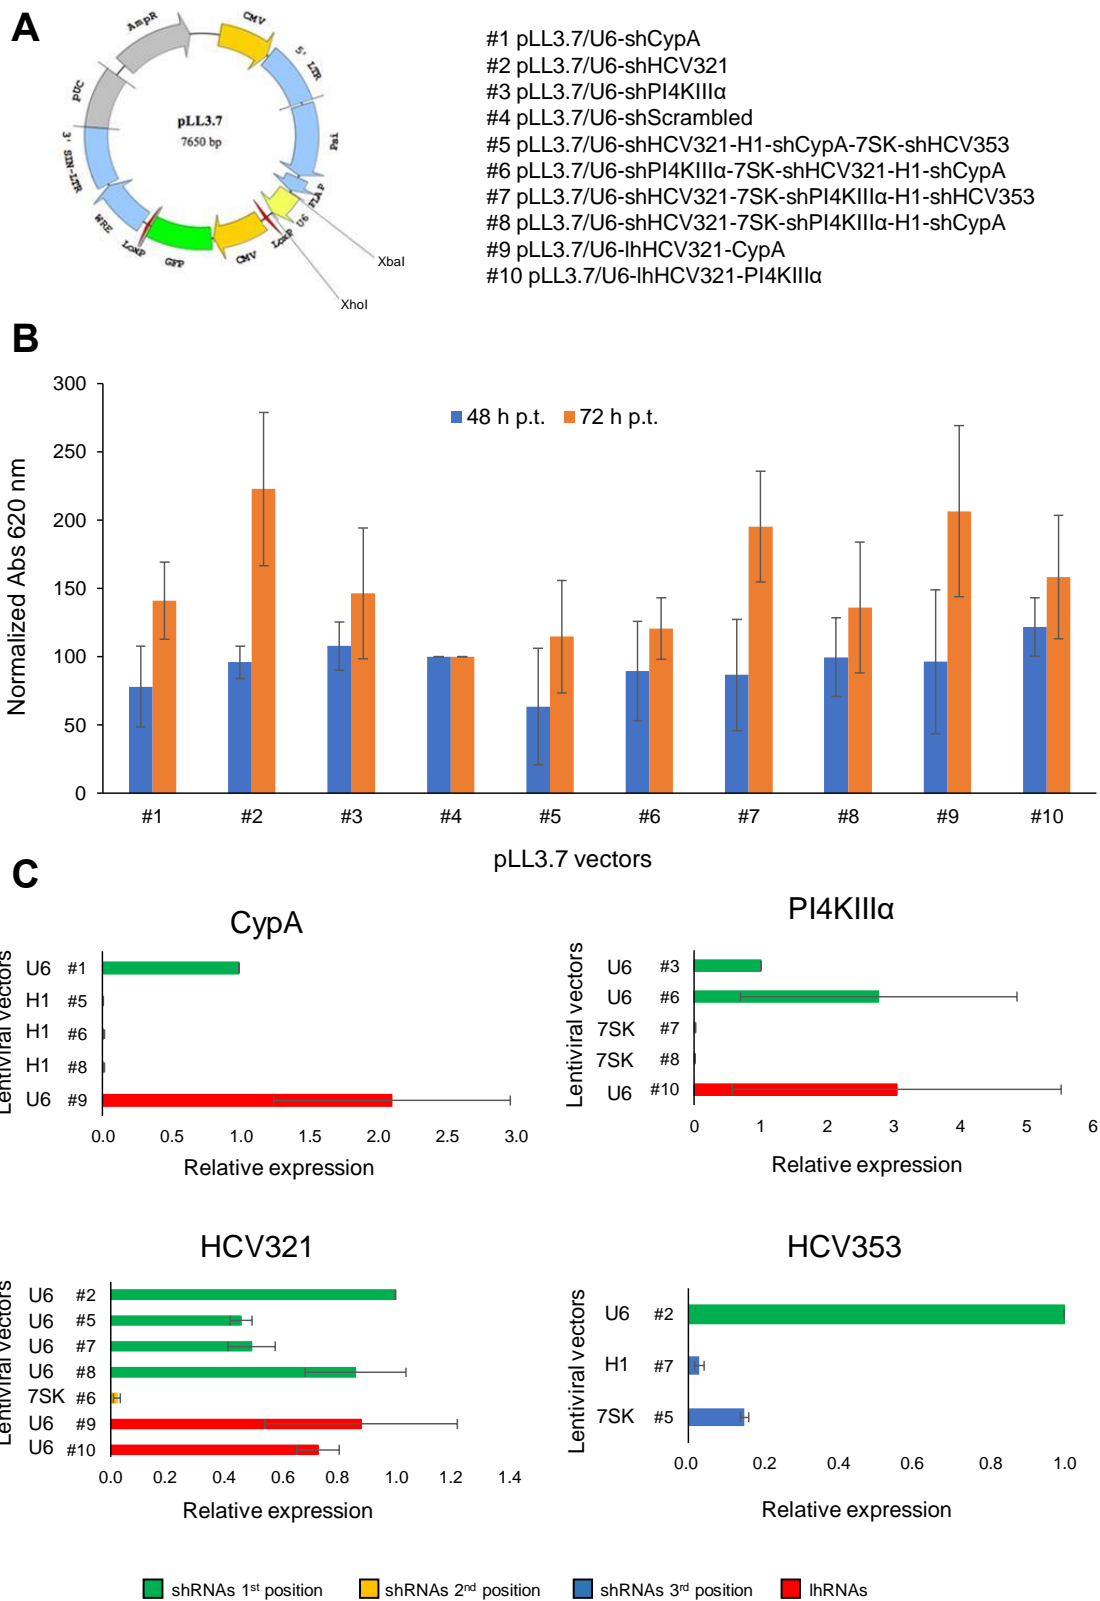 A
AmpR
CMV
5' LTR
Psi
FLAP
U6
LoxP
CMV
GFP
LoxP
WRE
3' SIN-LTR
pUC
pLL3.7
7650 bp
XbaI
XhoI
#1 pLL3.7/U6-shCypA
#2 pLL3.7/U6-shHCV321
#3 pLL3.7/U6-shPI4KIIIα
#4 pLL3.7/U6-shScrambled
#5 pLL3.7/U6-shHCV321-H1-shCypA-7SK-shHCV353
#6 pLL3.7/U6-shPI4KIIIα-7SK-shHCV321-H1-shCypA
#7 pLL3.7/U6-shHCV321-7SK-shPI4KIIIα-H1-shHCV353
#8 pLL3.7/U6-shHCV321-7SK-shPI4KIIIα-H1-shCypA
#9 pLL3.7/U6-lhHCV321-CypA
#10 pLL3.7/U6-lhHCV321-PI4KIIIα
B
Normalized Abs 620 nm
300
250
200
150
100
50
0
48 h p.t. 72 h p.t.
#1 #2 #3 #4 #5 #6 #7 #8 #9 #10
pLL3.7 vectors
C
CypA
Lentiviral vectors
U6 #1
H1 #5
H1 #6
H1 #8
U6 #9
0.0 0.5 1.0 1.5 2.0 2.5 3.0
Relative expression
PI4KIIIα
Lentiviral vectors
U6 #3
U6 #6
7SK #7
7SK #8
U6 #10
0 1 2 3 4 5 6
Relative expression
HCV321
Lentiviral vectors
U6 #2
U6 #5
U6 #7
U6 #8
7SK #6
U6 #9
U6 #10
0.0 0.2 0.4 0.6 0.8 1.0 1.2 1.4
Relative expression
HCV353
Lentiviral vectors
U6 #2
H1 #7
7SK #5
0.0 0.2 0.4 0.6 0.8 1.0
Relative expression
shRNAs 1st position shRNAs 2nd position shRNAs 3rd position lhRNAs